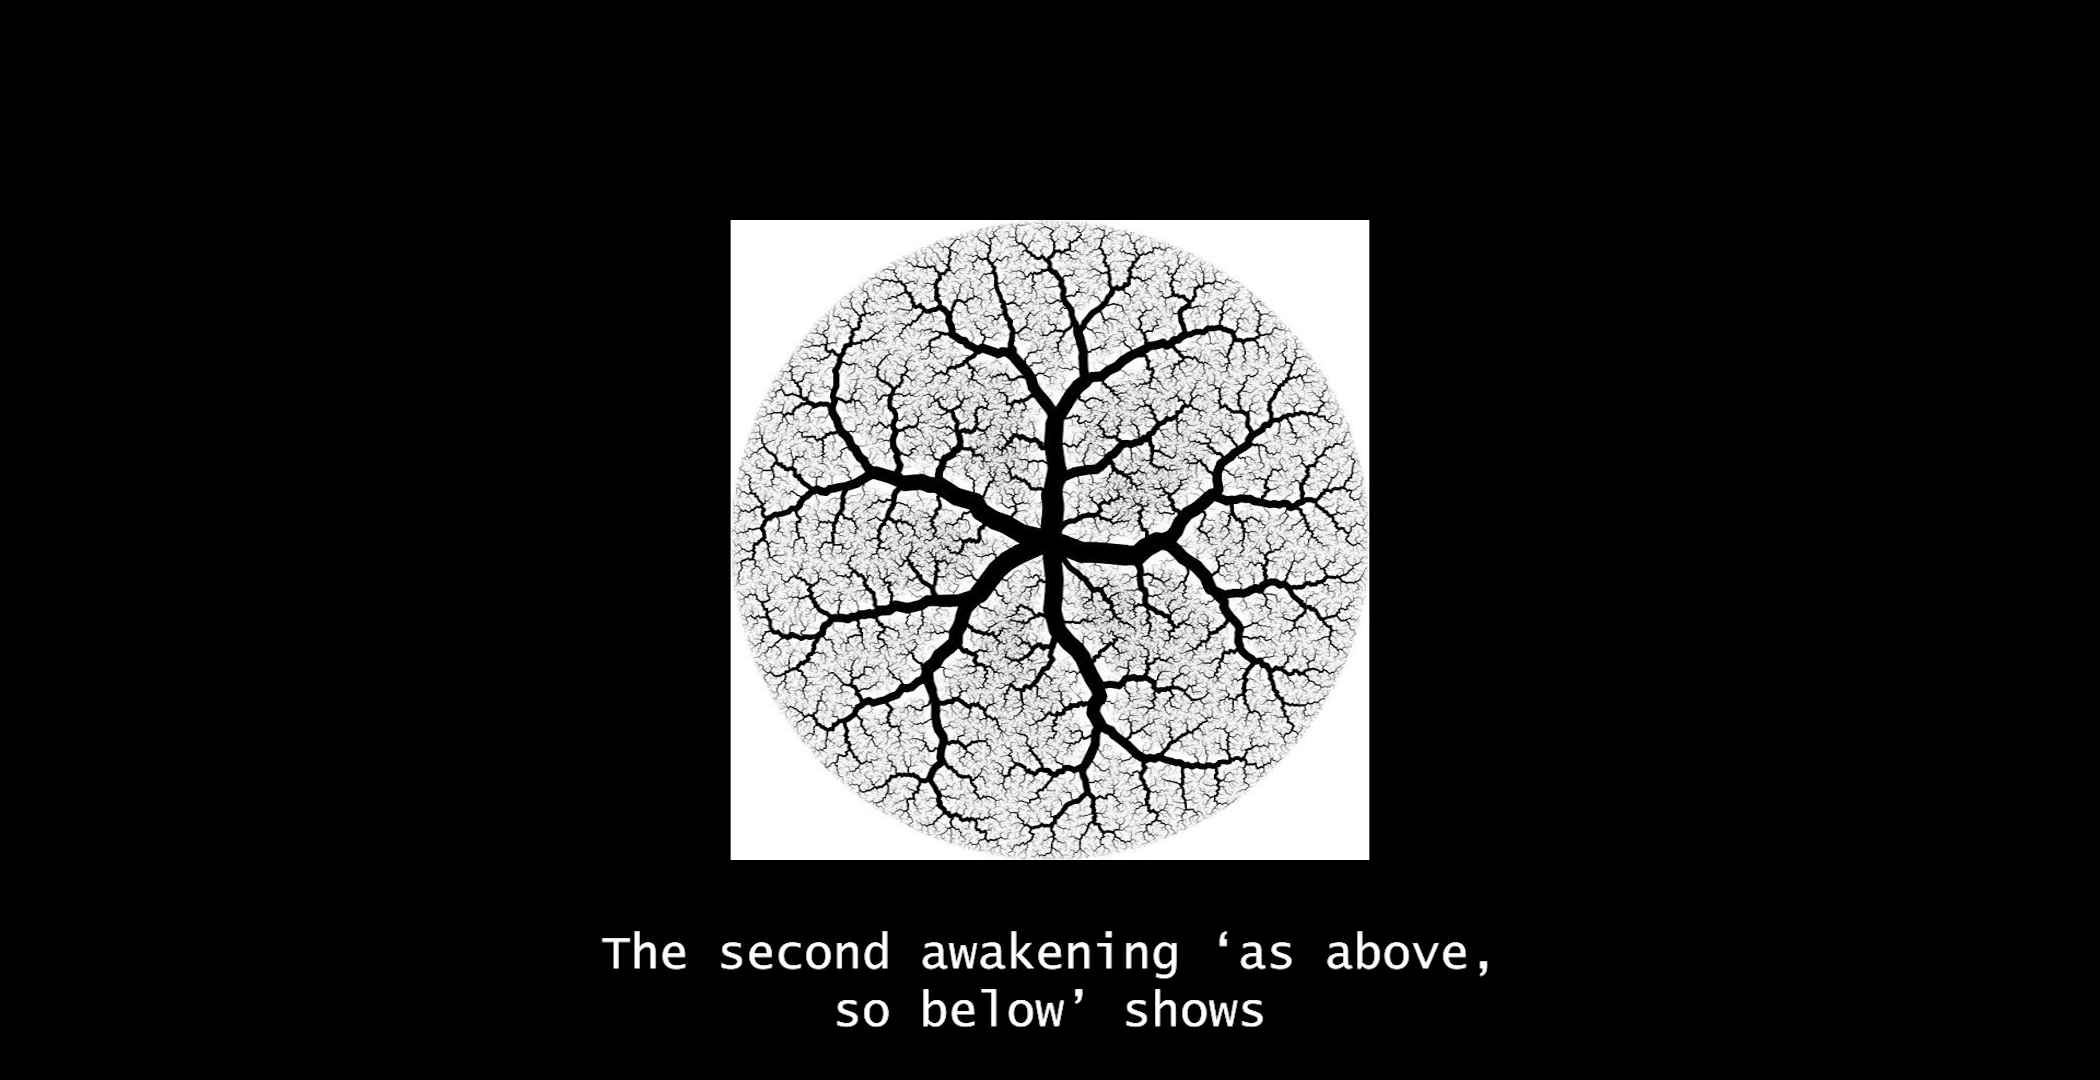 The second awakening ‘as above,
so below’ shows